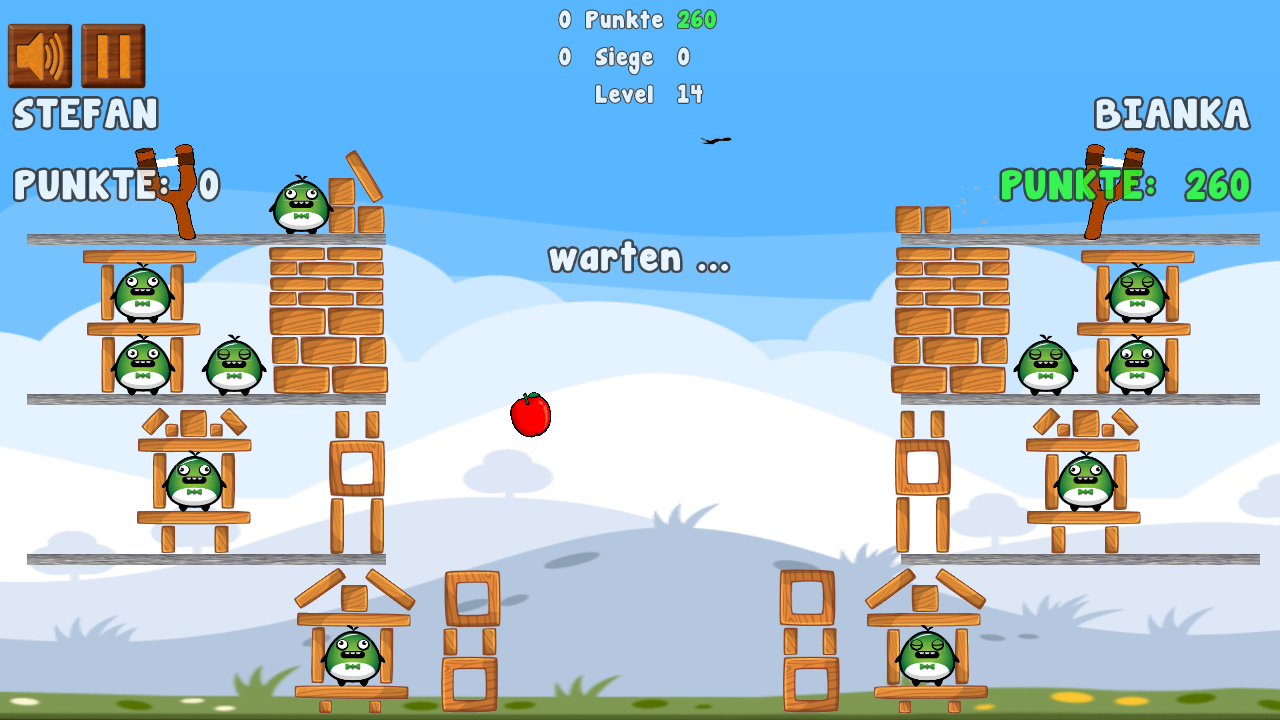 0 Punkte 260
0 Siege 0
Level 14
STEFAN
BIANKA
PUNKTE: 0
PUNKTE: 260
warten ...